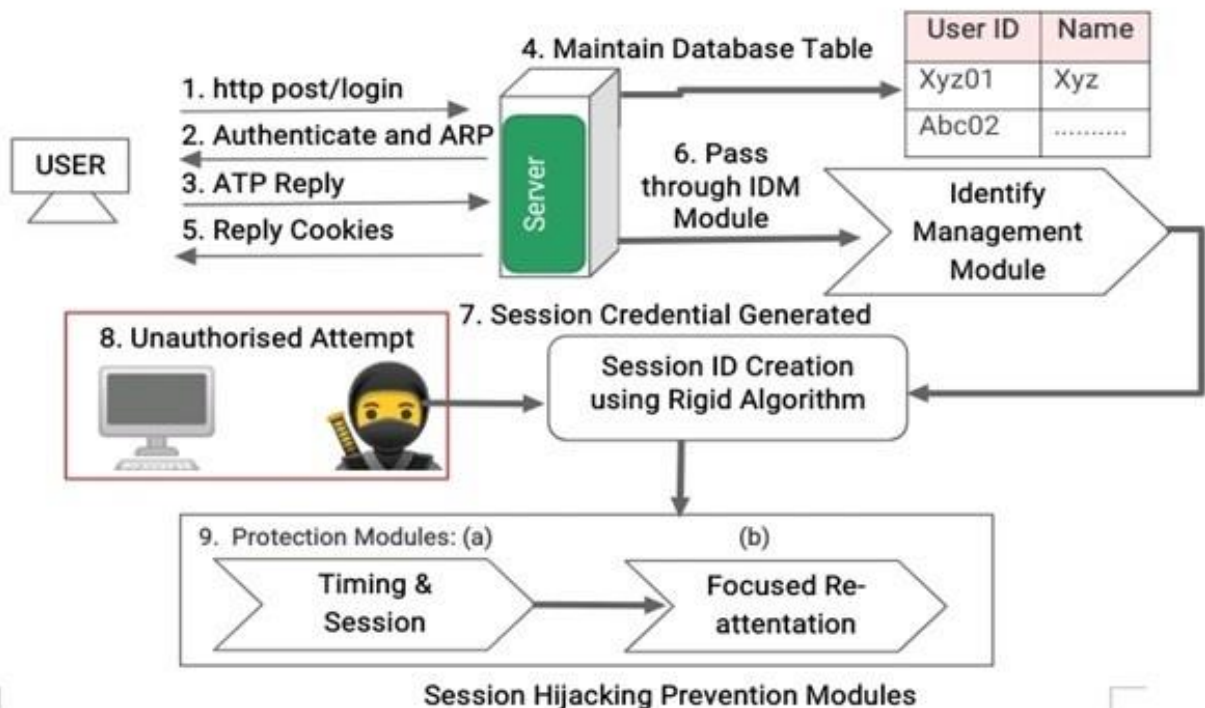 4. Maintain Database Table
User ID Name
Xyz01 Xyz
Abc02 ..........
1. http post/login
2. Authenticate and ARP
3. ATP Reply
5. Reply Cookies
USER
Server
6. Pass
through IDM
Module
Identify
Management
Module
7. Session Credential Generated
8. Unauthorised Attempt
Session ID Creation
using Rigid Algorithm
9. Protection Modules: (a) (b)
Timing &
Session
Focused Re-
attentation
Session Hijacking Prevention Modules